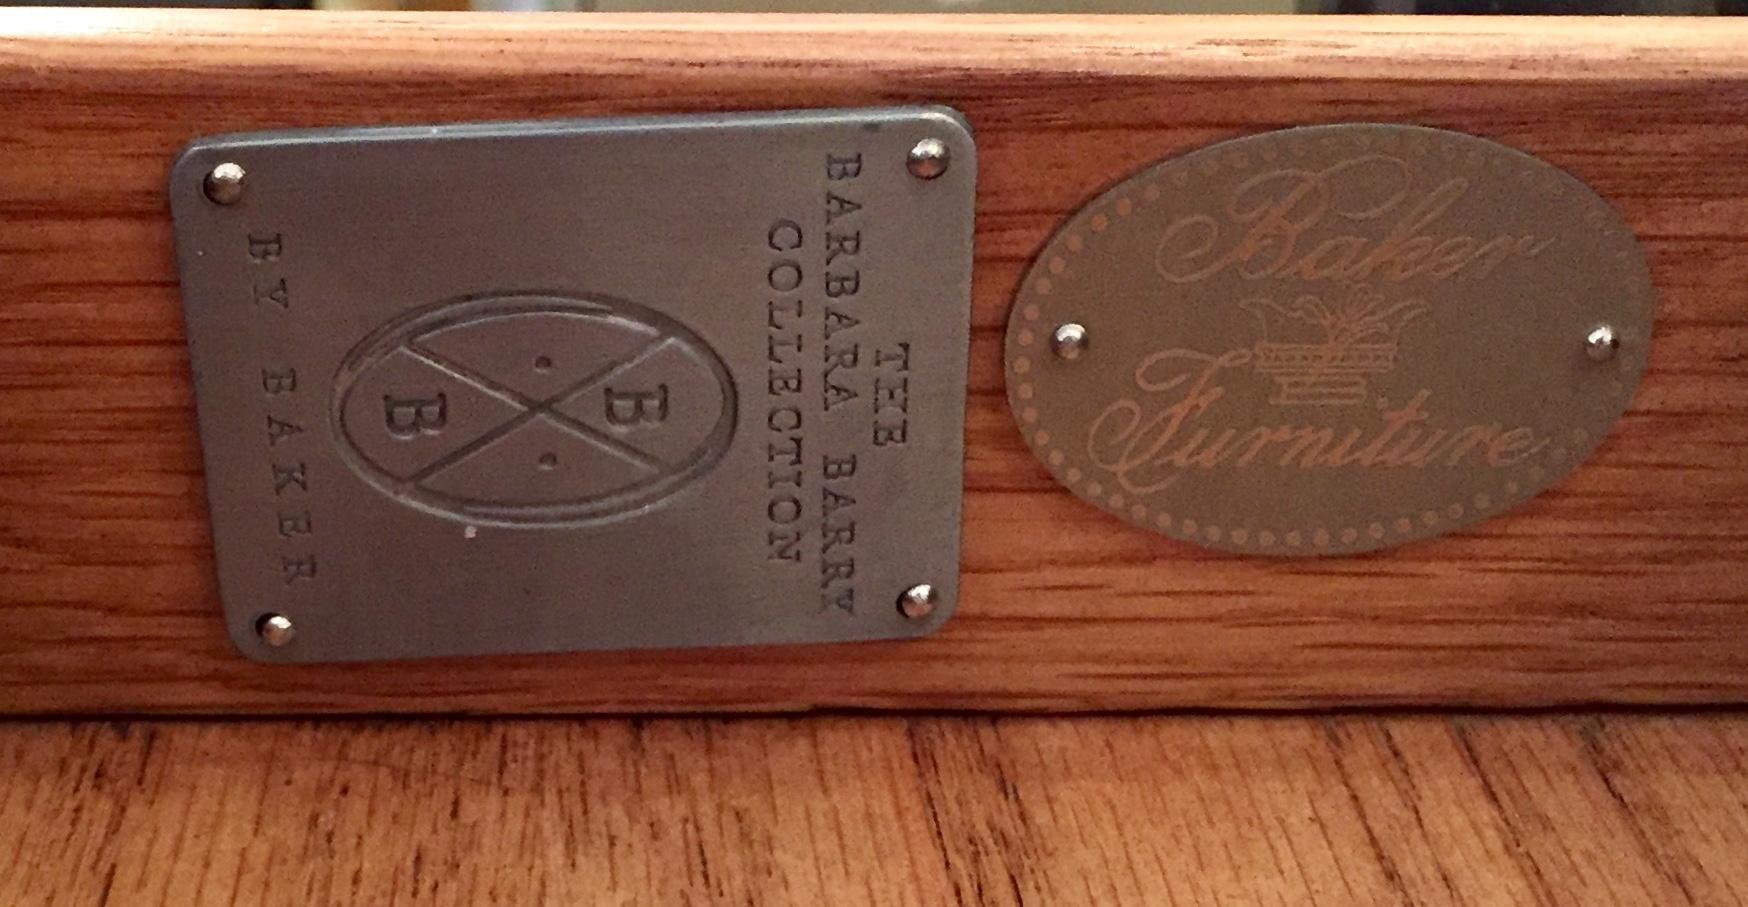 THE
BARBARA BARRY
COLLECTION
B
B
BY BAKER
Baker
Furniture